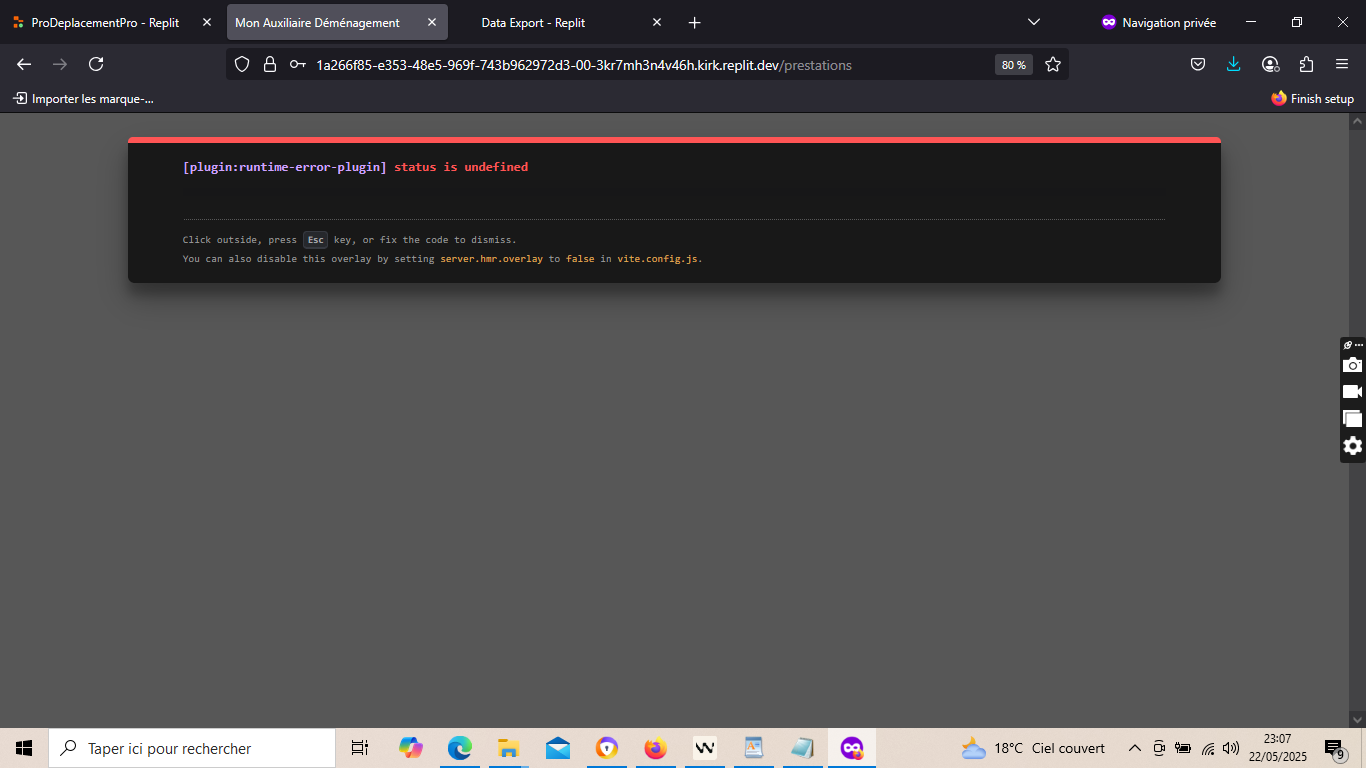 ProDeplacementPro - Replit
Mon Auxiliaire Déménagement
Data Export - Replit
Navigation privée
1a266f85-e353-48e5-969f-743b962972d3-00-3kr7mh3n4v46h.kirk.replit.dev/prestations
80 %
Importer les marque-...
Finish setup
[plugin:runtime-error-plugin] status is undefined
Click outside, press Esc key, or fix the code to dismiss.
You can also disable this overlay by setting server.hmr.overlay to false in vite.config.js.
Taper ici pour rechercher
18°C Ciel couvert
23:07
22/05/2025
9